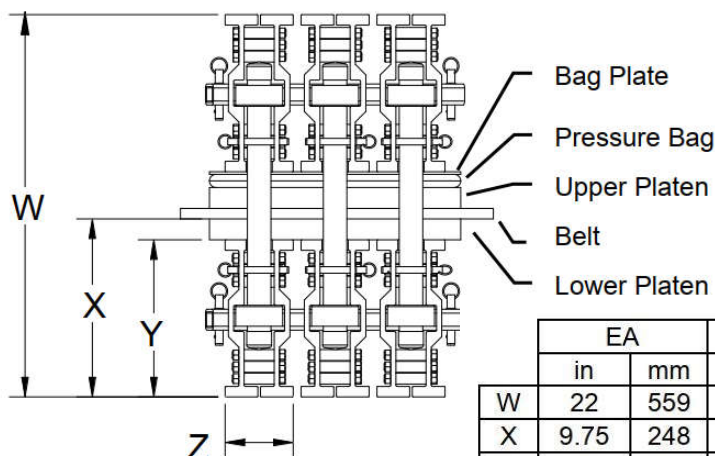 Bag Plate
Pressure Bag
W
Upper Platen
Belt
X
Lower Platen
Y
EA
in mm
W 22 559
X 9.75 248
Z